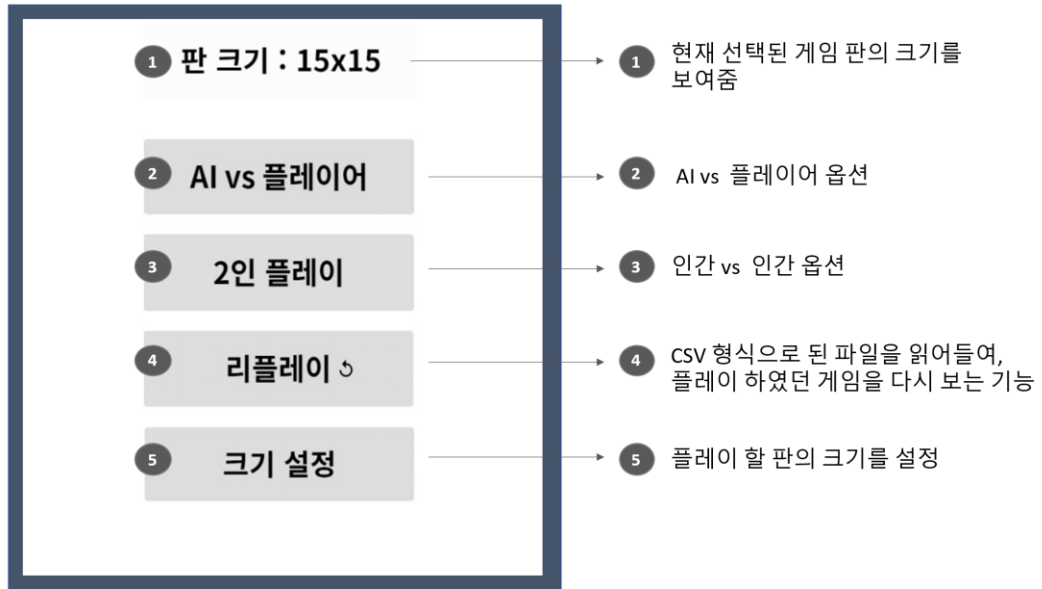 1 판 크기 : 15x15
1 현재 선택된 게임 판의 크기를
보여줌
2 AI vs 플레이어
2 AI vs 플레이어 옵션
3 2인 플레이
3 인간 vs 인간 옵션
4 리플레이
4 CSV 형식으로 된 파일을 읽어들여,
플레이 하였던 게임을 다시 보는 기능
5 크기 설정
5 플레이 할 판의 크기를 설정